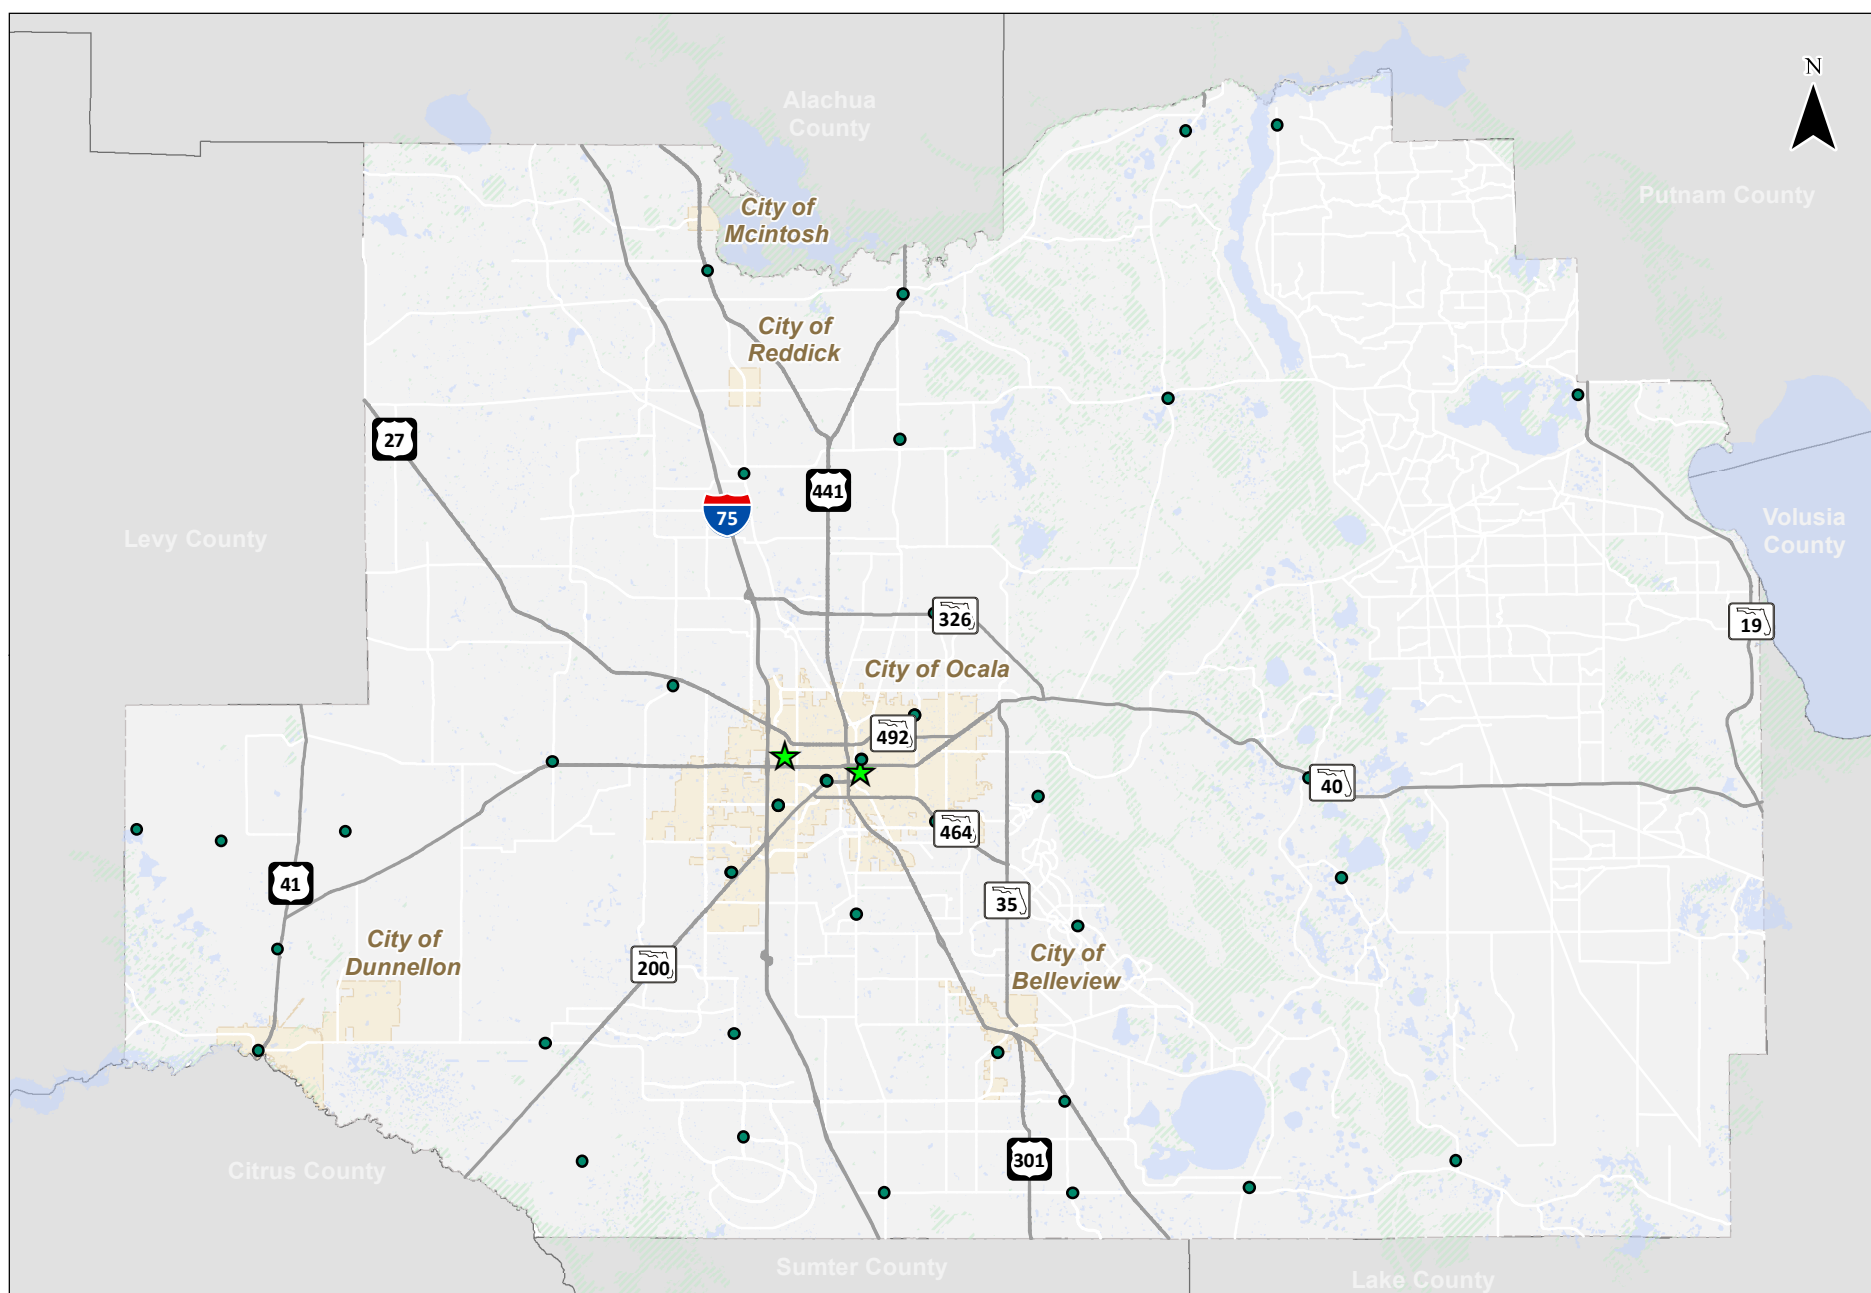 N
Alachua
County
Putnam County
City of
Mcintosh
City of
Reddick
27
441
75
Levy County
Volusia
County
326
19
City of Ocala
492
40
464
41
35
City of
Dunnellon
200
City of
Belleview
301
Citrus County
Sumter County
Lake County